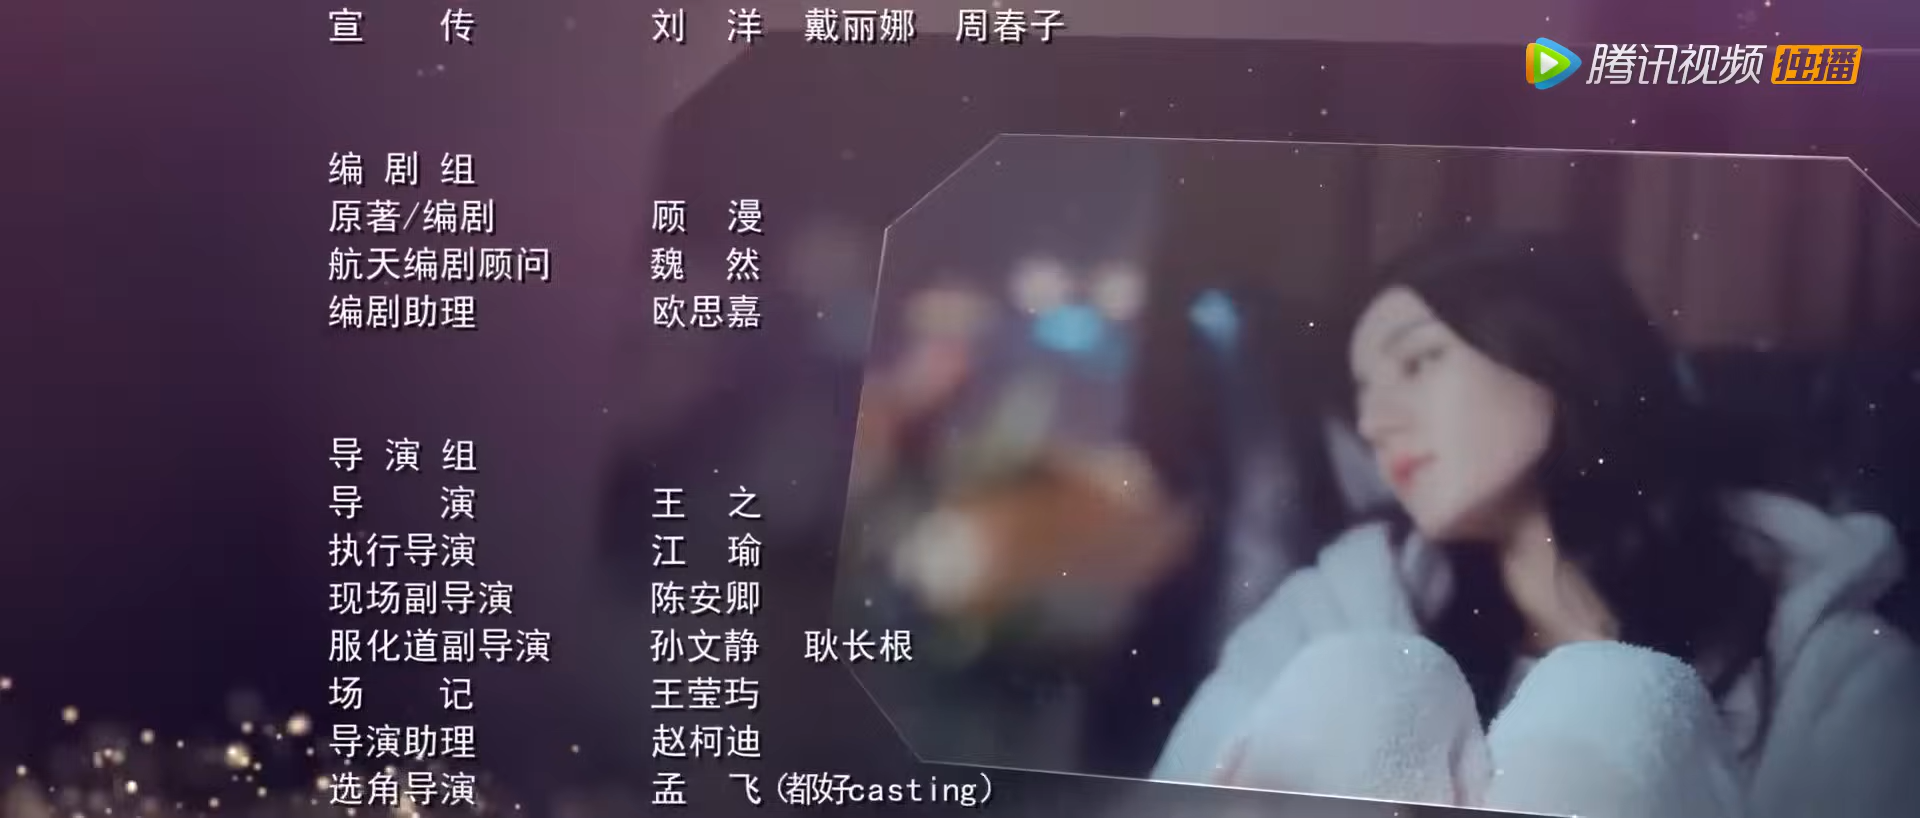 宣传 刘洋 戴丽娜 周春子
腾讯视频 独播
编剧组
原著/编剧 顾漫
航天编剧顾问 魏然
编剧助理 欧思嘉
导演组
导演 王之
执行导演 江瑜
现场副导演 陈安卿
服化道副导演 孙文静 耿长根
场记 王莹玙
导演助理 赵柯迪
选角导演 孟飞(都好casting)